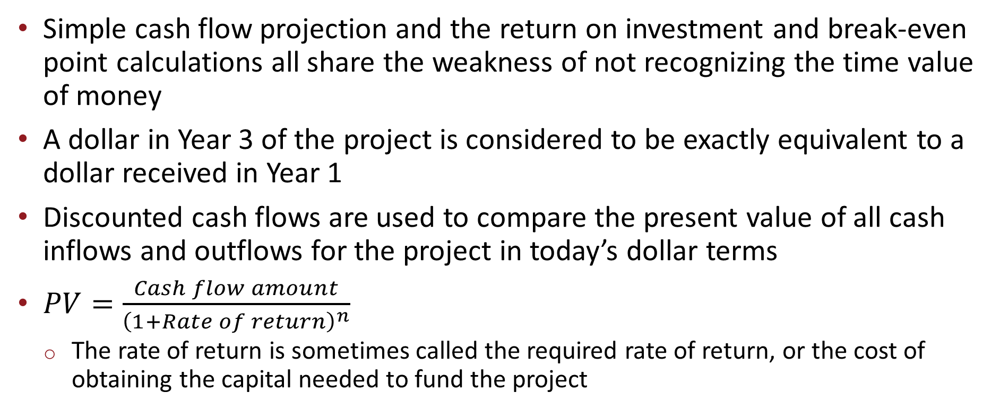 • Simple cash flow projection and the return on investment and break-even
point calculations all share the weakness of not recognizing the time value
of money
• A dollar in Year 3 of the project is considered to be exactly equivalent to a
dollar received in Year 1
• Discounted cash flows are used to compare the present value of all cash
inflows and outflows for the project in today’s dollar terms
• PV = Cash flow amount / (1+Rate of return)^n
○ The rate of return is sometimes called the required rate of return, or the cost of
obtaining the capital needed to fund the project